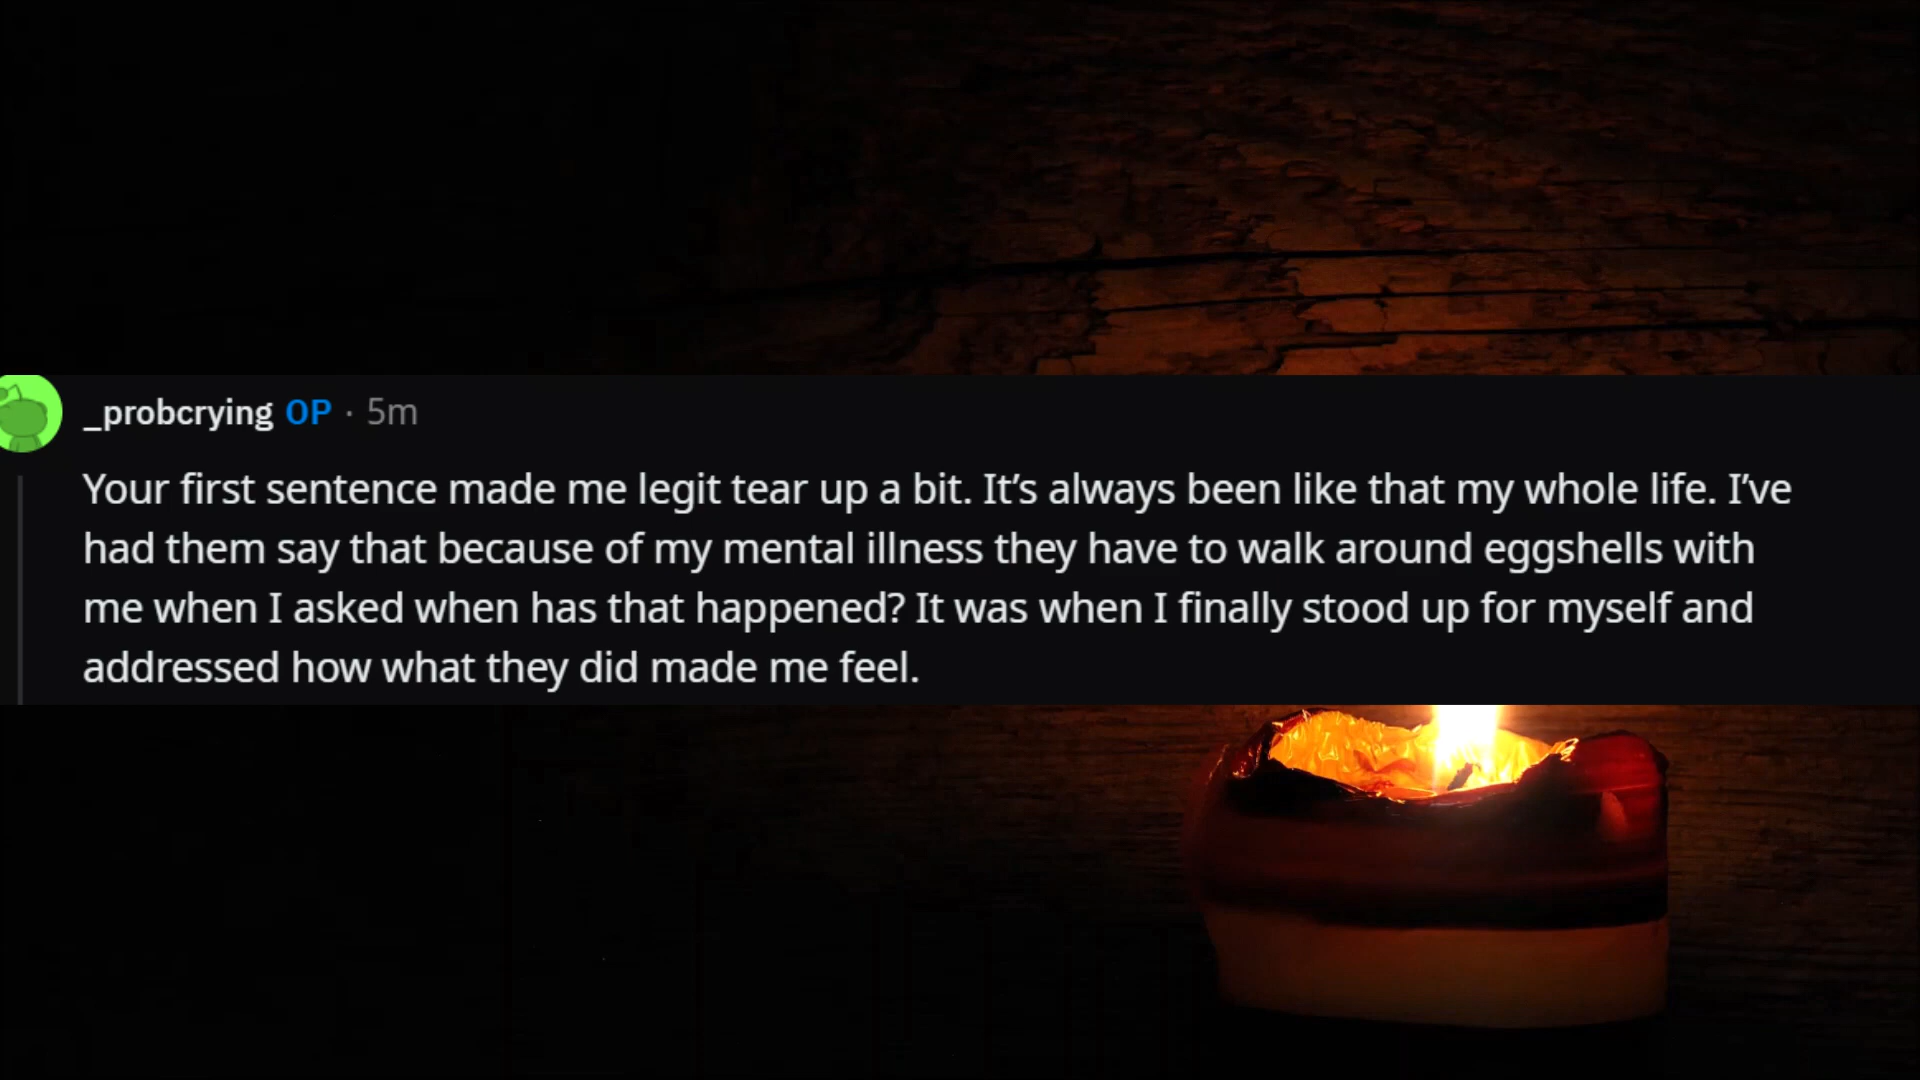 _probcrying OP · 5m
Your first sentence made me legit tear up a bit. It’s always been like that my whole life. I’ve
had them say that because of my mental illness they have to walk around eggshells with
me when I asked when has that happened? It was when I finally stood up for myself and
addressed how what they did made me feel.